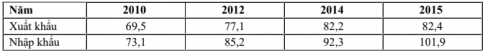 Năm 2010 2012 2014 2015
Xuất khẩu 69,5 77,1 82,2 82,4
Nhập khẩu 73,1 85,2 92,3 101,9